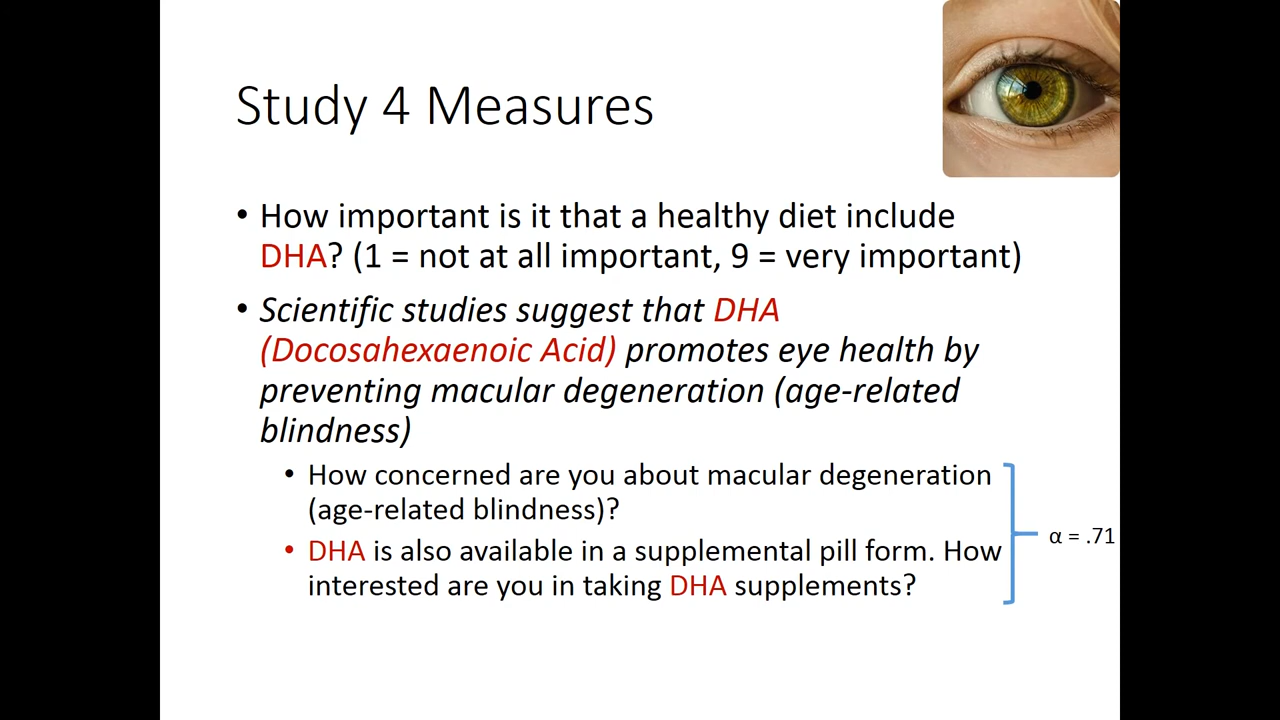 Study 4 Measures
• How important is it that a healthy diet include
DHA? (1 = not at all important, 9 = very important)
• Scientific studies suggest that DHA
(Docosahexaenoic Acid) promotes eye health by
preventing macular degeneration (age-related
blindness)
• How concerned are you about macular degeneration
(age-related blindness)?
• DHA is also available in a supplemental pill form. How
interested are you in taking DHA supplements?
α = .71